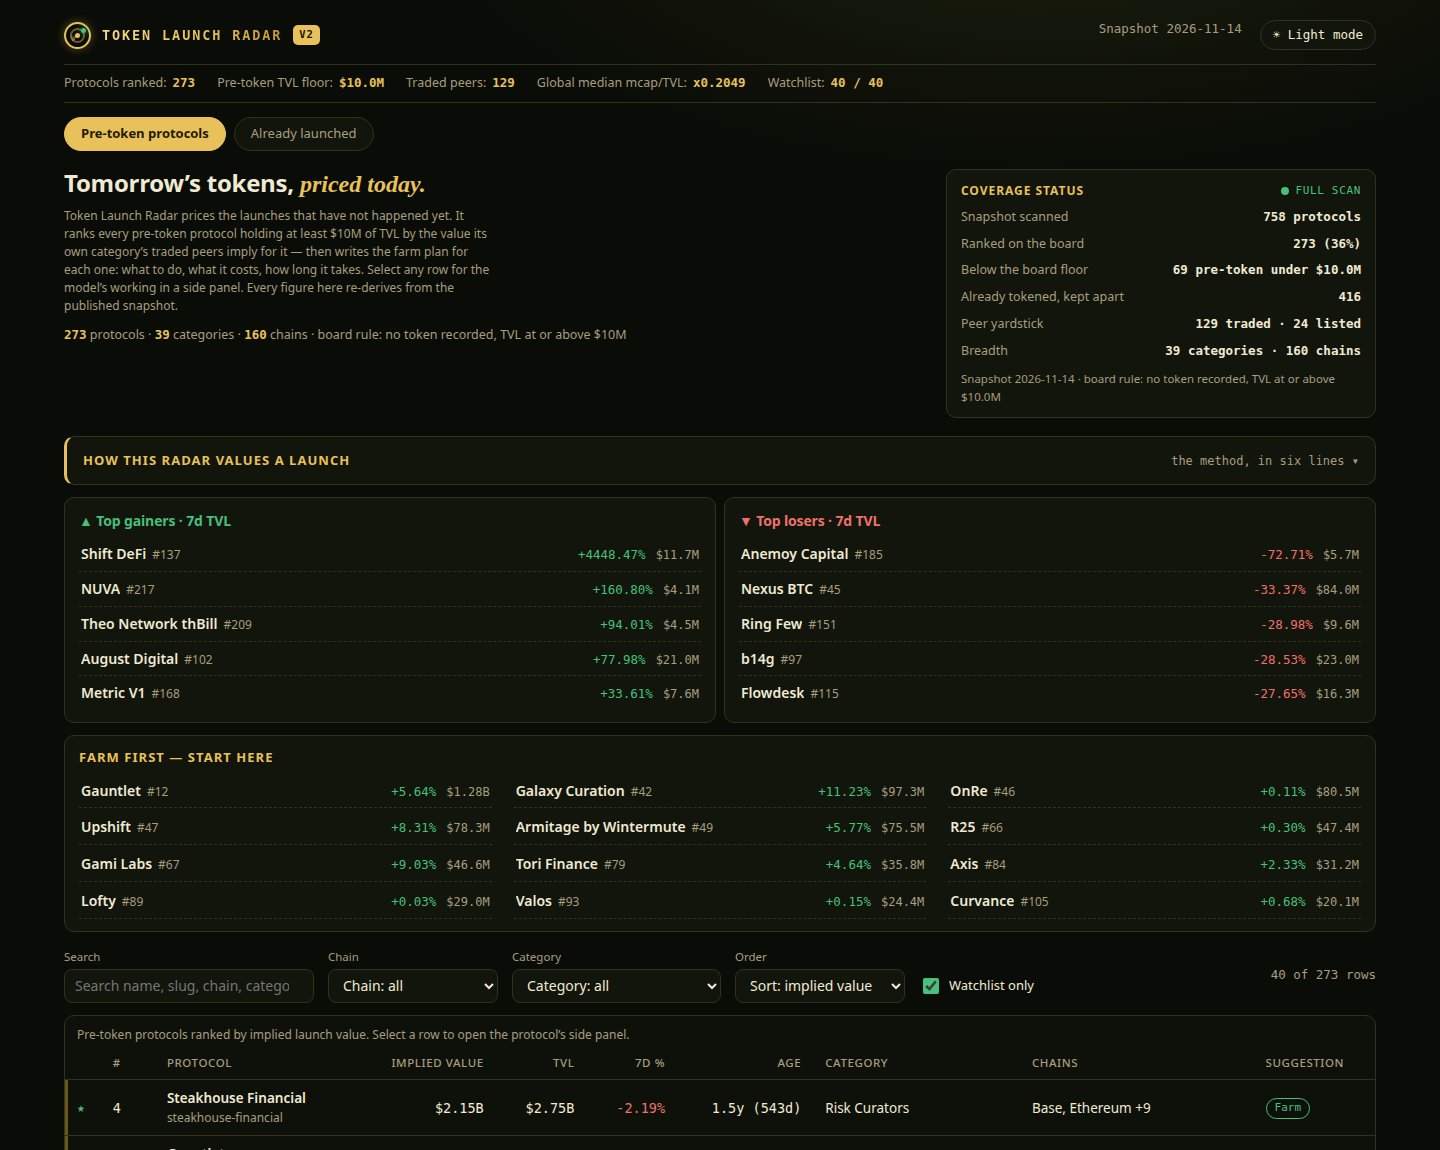 TOKEN LAUNCH RADAR V2
Snapshot 2026-11-14
☀ Light mode
Protocols ranked: 273 Pre-token TVL floor: $10.0M Traded peers: 129 Global median mcap/TVL: x0.2049 Watchlist: 40 / 40
Pre-token protocols
Already launched
Tomorrow’s tokens, priced today.
Token Launch Radar prices the launches that have not happened yet. It
ranks every pre-token protocol holding at least $10M of TVL by the value its
own category’s traded peers imply for it — then writes the farm plan for
each one: what to do, what it costs, how long it takes. Select any row for the
model’s working in a side panel. Every figure here re-derives from the
published snapshot.
273 protocols · 39 categories · 160 chains · board rule: no token recorded, TVL at or above $10M
COVERAGE STATUS ● FULL SCAN
Snapshot scanned 758 protocols
Ranked on the board 273 (36%)
Below the board floor 69 pre-token under $10.0M
Already tokened, kept apart 416
Peer yardstick 129 traded · 24 listed
Breadth 39 categories · 160 chains
Snapshot 2026-11-14 · board rule: no token recorded, TVL at or above
$10.0M
HOW THIS RADAR VALUES A LAUNCH the method, in six lines ▾
▲ Top gainers · 7d TVL
Shift DeFi #137 +4448.47% $11.7M
NUVA #217 +160.80% $4.1M
Theo Network thBill #209 +94.01% $4.5M
August Digital #102 +77.98% $21.0M
Metric V1 #168 +33.61% $7.6M
▼ Top losers · 7d TVL
Anemoy Capital #185 -72.71% $5.7M
Nexus BTC #45 -33.37% $84.0M
Ring Few #151 -28.98% $9.6M
b14g #97 -28.53% $23.0M
Flowdesk #115 -27.65% $16.3M
FARM FIRST — START HERE
Gauntlet #12 +5.64% $1.28B Galaxy Curation #42 +11.23% $97.3M OnRe #46 +0.11% $80.5M
Upshift #47 +8.31% $78.3M Armitage by Wintermute #49 +5.77% $75.5M R25 #66 +0.30% $47.4M
Gami Labs #67 +9.03% $46.6M Tori Finance #79 +4.64% $35.8M Axis #84 +2.33% $31.2M
Lofty #89 +0.03% $29.0M Valos #93 +0.15% $24.4M Curvance #105 +0.68% $20.1M
Search Chain Category Order
Search name, slug, chain, catego Chain: all Category: all Sort: implied value Watchlist only 40 of 273 rows
Pre-token protocols ranked by implied launch value. Select a row to open the protocol’s side panel.
# PROTOCOL IMPLIED VALUE TVL 7D % AGE CATEGORY CHAINS SUGGESTION
★ 4 Steakhouse Financial $2.15B $2.75B -2.19% 1.5y (543d) Risk Curators Base, Ethereum +9 Farm
steakhouse-financial